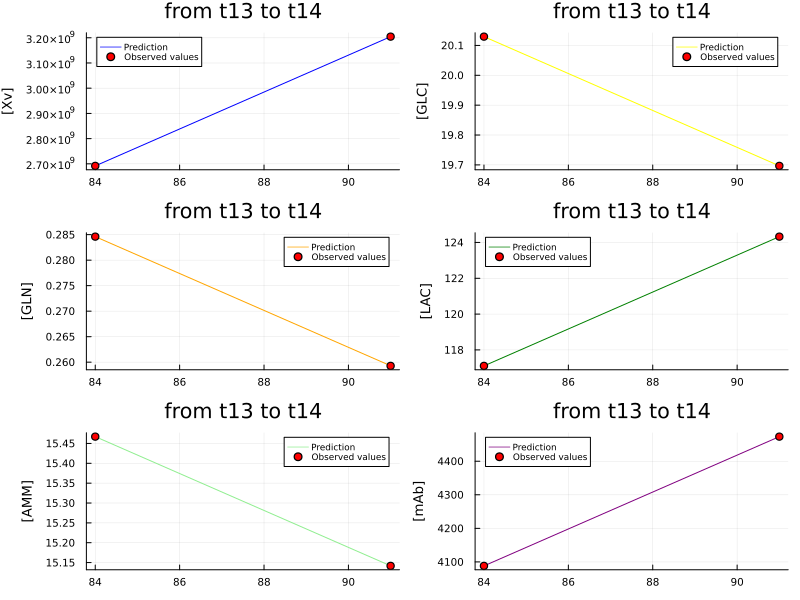 from t13 to t14
from t13 to t14
[Xv]
3.20×10⁹
3.10×10⁹
3.00×10⁹
2.90×10⁹
2.80×10⁹
2.70×10⁹
Prediction
Observed values
84 86 88 90
[GLC]
20.1
20.0
19.9
19.8
19.7
Prediction
Observed values
84 86 88 90
from t13 to t14
from t13 to t14
[GLN]
0.285
0.280
0.275
0.270
0.265
0.260
Prediction
Observed values
84 86 88 90
[LAC]
124
122
120
118
Prediction
Observed values
84 86 88 90
from t13 to t14
from t13 to t14
[AMM]
15.45
15.40
15.35
15.30
15.25
15.20
15.15
Prediction
Observed values
84 86 88 90
[mAb]
4400
4300
4200
4100
Prediction
Observed values
84 86 88 90